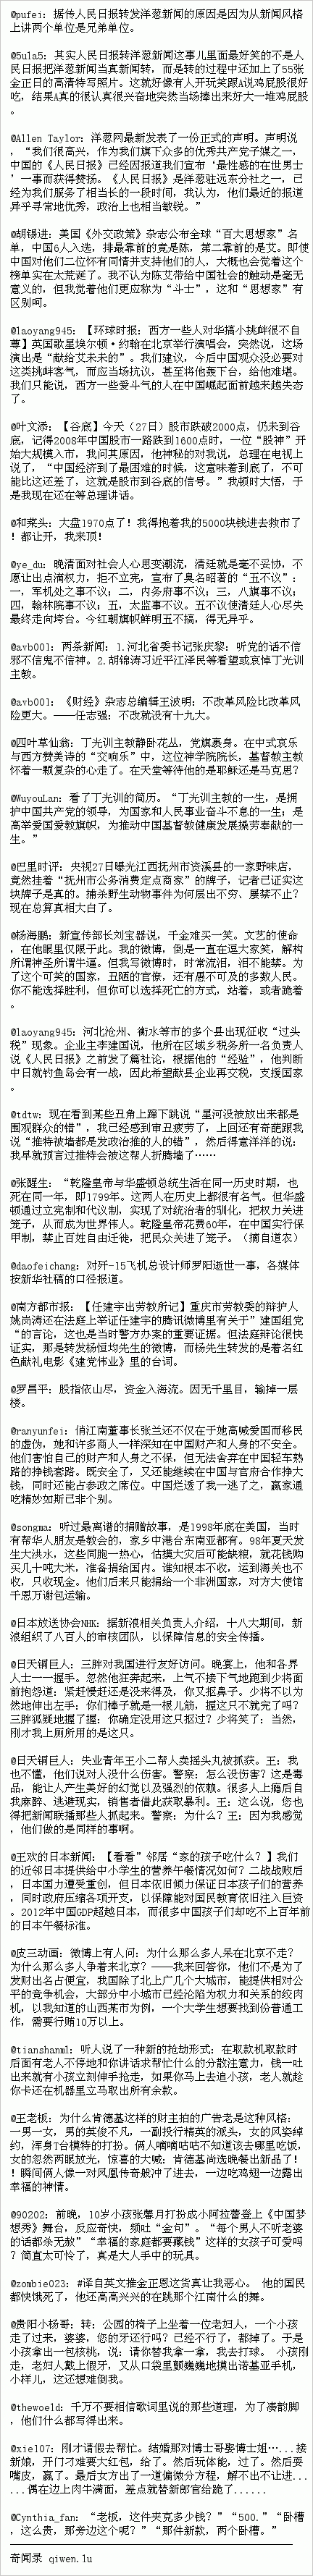 @pufei: 据传人民日报转发洋葱新闻的原因是因为从新闻风格
上讲两个单位是兄弟单位。
@5ula5: 其实人民日报转洋葱新闻这事儿里面最好笑的不是人
民日报把洋葱新闻当真新闻转，而是转的过程中还加上了55张
金正日的高清特写照片。这就好像有人开玩笑跟A说鸡屁股很好
吃，结果A真的很认真很兴奋地突然当场捧出来好大一堆鸡屁股
。
@Allen Taylor: 洋葱网最新发表了一份正式的声明。声明说
，“我们很高兴，作为我们旗下众多的优秀共产党子媒之一，
中国的《人民日报》已经因报道我们宣布‘最性感的在世男士
’一事而获得赞扬。《人民日报》是洋葱驻远东分社之一，已
经为我们服务了相当长的一段时间，我认为，他们最近的报道
异乎寻常地优秀，政治上也相当敏锐。”
@胡锡进: 美国《外交政策》杂志公布全球“百大思想家”名
单，中国6人入选，排最靠前的竟是陈，第二靠前的是艾。即使
中国对他们二位怀有同情并支持他们的人，大概也会觉着这个
榜单实在太荒诞了。我不认为陈艾带给中国社会的触动是毫无
意义的，但我觉着他们更应称为“斗士”，这和“思想家”有
区别呵。
@laoyang945: 【环球时报：西方一些人对华搞小挑衅很不自
尊】英国歌星埃尔顿·约翰在北京举行演唱会，突然说，这场
演出是“献给艾未未的”。我们建议，今后中国观众没必要对
这类挑衅客气，而应当场抗议，甚至将他轰下台，给他难堪。
我们只能说，西方一些爱斗气的人在中国崛起面前越来越失态
了。
@叶文添: 【谷底】今天（27日）股市跌破2000点，仍未到谷
底，记得2008年中国股市一路跌到1600点时，一位“股神”开
始大规模入市，我问其原因，他神秘的对我说，总理在电视上
说了，“中国经济到了最困难的时候，这意味着到底了，不可
能比这还差了，这就是股市到谷底的信号。”我顿时大悟，于
是我现在还在等总理讲话。
@和菜头: 大盘1970点了！我得抱着我的5000块钱进去救市了
！都让开，我来顶！
@ye_du: 晚清面对社会人心思变潮流，清廷就是毫不妥协，不
愿让出点滴权力，拒不立宪，宣布了臭名昭著的“五不议”：
一，军机处之事不议；二，内务府事不议；三，八旗事不议；
四，翰林院事不议；五，太监事不议。五不议使清廷人心尽失
最终走向垮台。今红朝旗帜鲜明五不搞，得无异乎。
@avb001: 两条新闻：1.河北省委书记张庆黎：听党的话不信
邪不信鬼不信神。2.胡锦涛习近平江泽民等看望或哀悼丁光训
主教。
@avb001: 《财经》杂志总编辑王波明：不改革风险比改革风
险更大。——任志强：不改就没有十九大。
@四叶草仙翁: 丁光训主教静卧花丛，党旗裹身。在中式哀乐
与西方赞美诗的“交响乐”中，这位神学院院长，基督教主教
怀着一颗复杂的心走了。在天堂等待他的是耶稣还是马克思？
@WuyouLan: 看了丁光训的简历。“丁光训主教的一生，是拥
护中国共产党的领导，为国家和人民事业奋斗不息的一生；是
高举爱国爱教旗帜，为推动中国基督教健康发展操劳奉献的一
生。”
@巴里时评: 央视27日曝光江西抚州市资溪县的一家野味店，
竟然挂着“抚州市公务消费定点商家”的牌子，记者已证实这
块牌子是真的。捕杀野生动物事件为何层出不穷、屡禁不止？
现在总算真相大白了。
@杨海鹏: 新宣传部长刘宝器说，千金难买一笑。文艺的使命
，在他眼里仅限于此。我的微博，倒是一直在逗大家笑，解构
所谓神圣所谓牛逼。但我写微博时，时常流泪，泪不能禁。为
了这个可笑的国家，丑陋的官僚，还有愚不可及的多数人民。
你不能选择胜利，但你可以选择死亡的方式，站着，或者跪着
。
@laoyang945: 河北沧州、衡水等市的多个县出现征收“过头
税”现象。企业主李建国说，他所在区域乡税务所一名负责人
说《人民日报》之前发了篇社论，根据他的“经验”，他判断
中日就钓鱼岛会有一战，因此希望献县企业再交税，支援国家
。
@tdtw: 现在看到某些丑角上蹿下跳说“星河没被放出来都是
围观群众的错”，我已经感到审丑疲劳了，上回还有奇葩跟我
说“推特被墙都是发政治推的人的错”，然后得意洋洋的说：
我早就预言过推特会被这帮人折腾墙了……
@张醒生: “乾隆皇帝与华盛顿总统生活在同一历史时期，也
死在同一年，即1799年。这两人在历史上都很有名气。但华盛
顿通过立宪制和代议制，实现了对统治者的驯化，把权力关进
笼子，从而成为世界伟人。乾隆皇帝花费60年，在中国实行保
甲制，禁止百姓自由迁徙，把民众关进了笼子。（摘自道农）
@daofeichang: 对歼-15飞机总设计师罗阳逝世一事，各媒体
按新华社稿的口径报道。
@南方都市报: 【任建宇出劳教所记】重庆市劳教委的辩护人
姚尚涛还在法庭上举证任建宇的腾讯微博里有关于”建国组党
“的言论，这也是当时警方办案的重要证据。但法庭辩论很快
证实，那是转发杨恒均先生的微博，而杨先生转发的是着名红
色献礼电影《建党伟业》里的台词。
@罗昌平: 股指依山尽，资金入海流。因无千里目，输掉一层
楼。
@ranyunfei: 俏江南董事长张兰还不仅在于她高喊爱国而移民
的虚伪，她和许多商人一样深知在中国财产和人身的不安全。
他们害怕自己的财产和人身之不保，但无法舍弃在中国轻车熟
路的挣钱套路。既安全了，又还能继续在中国与官府合作挣大
钱，同时还能占参政之席位。中国烂透了我一逃了之，赢家通
吃精妙如斯已非个别。
@songma: 听过最离谱的捐赠故事，是1998年底在美国，当时
有帮华人朋友是教会的，家乡中港台东南亚都有。98年夏天发
生大洪水，这些同胞一热心，估摸大灾后可能缺粮，就花钱购
买几十吨大米，准备捐给国内。谁知根本不收，运到海关也不
收，只收现金。他们后来只能捐给一个非洲国家，对方大使馆
千恩万谢包运输。
@日本放送协会NHK: 据新浪相关负责人介绍，十八大期间，新
浪组织了八百人的审核团队，以保障信息的安全传播。
@日天铜巨人: 三胖对我国进行友好访问。晚宴上，他和各界
人士一一握手。忽然他狂奔起来，上气不接下气地跑到少将面
前抱怨道：紧赶慢赶还是没来得及，你又抠鼻子。少将不以为
然地伸出左手：你们棒子就是一根儿筋，握这只不就完了吗？
三胖狐疑地握了握：你确定没用这只抠过？少将笑了：当然，
刚才我上厕所用的是这只。
@日天铜巨人: 失业青年王小二帮人卖摇头丸被抓获。王：我
也不懂，他们说对人没什么伤害。警察：怎么没伤害？这是毒
品，能让人产生美好的幻觉以及强烈的依赖。很多人上瘾后自
我麻醉、逃避现实，销售者借此获取暴利。王：这么说，您也
得把新闻联播那些人抓起来。警察：为什么？王：因为我感觉
，他们做的是同样的事啊。
@王欢的日本新闻: 【看看”邻居“家的孩子吃什么？】我们
的近邻日本提供给中小学生的营养午餐情况如何？二战战败后
，日本国力遭受重创，但日本依旧倾力保证日本孩子们的营养
，同时政府压缩各项开支，以保障能对国民教育依旧注入巨资
。2012年中国GDP超越日本，而很多中国孩子们却吃不上百年前
的日本午餐标准。
@皮三动画: 微博上有人问：为什么那么多人呆在北京不走？
为什么那么多人争着来北京？——我来回答你，他们不是为了
发财出名占便宜，我国除了北上广几个大城市，能提供相对公
平的竞争机会，大部分中小城市已经沦陷为权力和关系的绞肉
机，以我知道的山西某市为例，一个大学生想要找到份普通工
作，需要行贿10万以上。
@tianshanml: 听人说了一种新的抢劫形式：在取款机取款时
后面有老人不停地和你讲话求帮忙什么的分散注意力，钱一吐
出来就有小孩立刻伸手抢走，如果你马上去追小孩，老人就趁
你卡还在机器里立马取出所有余款。
@王老板: 为什么肯德基这样的财主拍的广告老是这种风格：
一男一女，男的英俊不凡，一副投行精英的派头，女的风姿绰
约，浑身T台模特的打扮。俩人嘀嘀咕咕不知道该去哪里吃饭，
女的忽然两眼放光，惊喜的大喊：肯德基尚选晚餐出新品了！
！瞬间俩人像一对凤凰传奇般冲了进去，一边吃鸡翅一边露出
幸福的神情。
@90202: 前晚，10岁小孩张馨月打扮成小阿拉蕾登上《中国梦
想秀》舞台，反应奇快，频吐“金句”。“每个男人不听老婆
的话都杀无赦”“幸福的家庭都要藏钱”这样的女孩子可爱吗
？简直太可怜了，真是大人手中的玩具。
@zombie023: #译自英文推金正恩这货真让我恶心。 他的国民
都快饿死了，他还高高兴兴的在跳那个江南什么的舞。
@贵阳小杨哥: 转：公园的椅子上坐着一位老妇人，一个小孩
走了过来，婆婆，您的牙还行吗？已经不行了，都掉了。于是
小孩拿出一包核桃，说：请你替我拿一拿，我去打球。 小孩刚
走，老妇人戴上假牙，又从口袋里颤巍巍地摸出诺基亚手机，
小样儿，这还想难倒我。
@thewoeld: 千万不要相信歌词里说的那些道理，为了凑韵脚
，他们什么都写得出来。
@xie107: 刚才请假去帮忙。结婚那对博士哥娶博士姐…...接
新娘，开门刁难要大红包，给了。然后玩体能，过了。然后耍
嘴皮，赢了。最后女方出了一道偏微分方程，解不出不让进...
...偶在边上肉牛满面，差点就替新郎官给跪了......
@Cynthia_fan: “老板，这件夹克多少钱？”“500.”“卧槽
，这么贵，那旁边这个呢？”“那件新款，两个卧槽。”
奇闻录 qiwen.lu